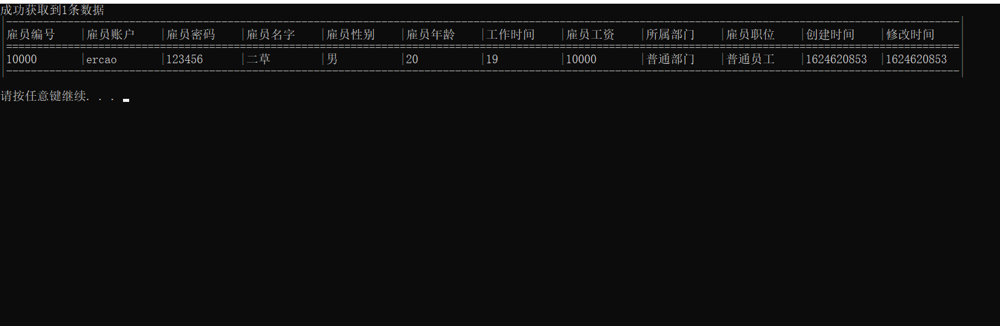 成功获取到1条数据
雇员编号 |雇员账户 |雇员密码 |雇员名字 |雇员性别 |雇员年龄 |工作时间 |雇员工资 |所属部门 |雇员职位 |创建时间 |修改时间
10000 |ercao |123456 |二草 |男 |20 |19 |10000 |普通部门 |普通员工 |1624620853 |1624620853
请按任意键继续. . .